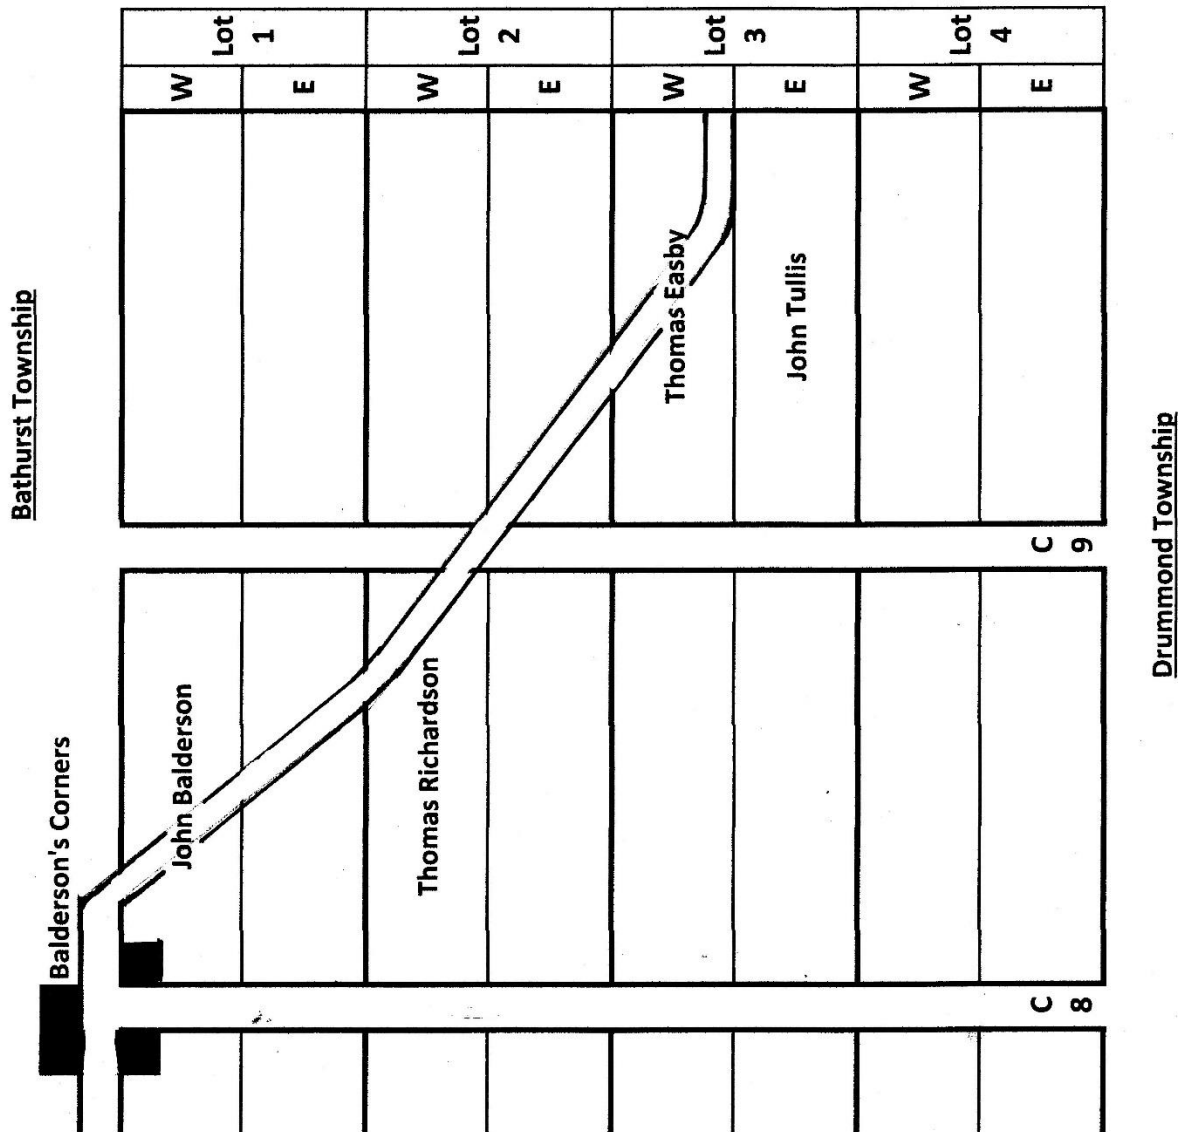 Bathurst Township
Balderson's Corners
Lot
1
Lot
2
Lot
3
Lot
4
W
E
W
E
W
E
W
E
John Balderson
Thomas Richardson
Thomas Easby
John Tullis
C
9
C
8
Drummond Township